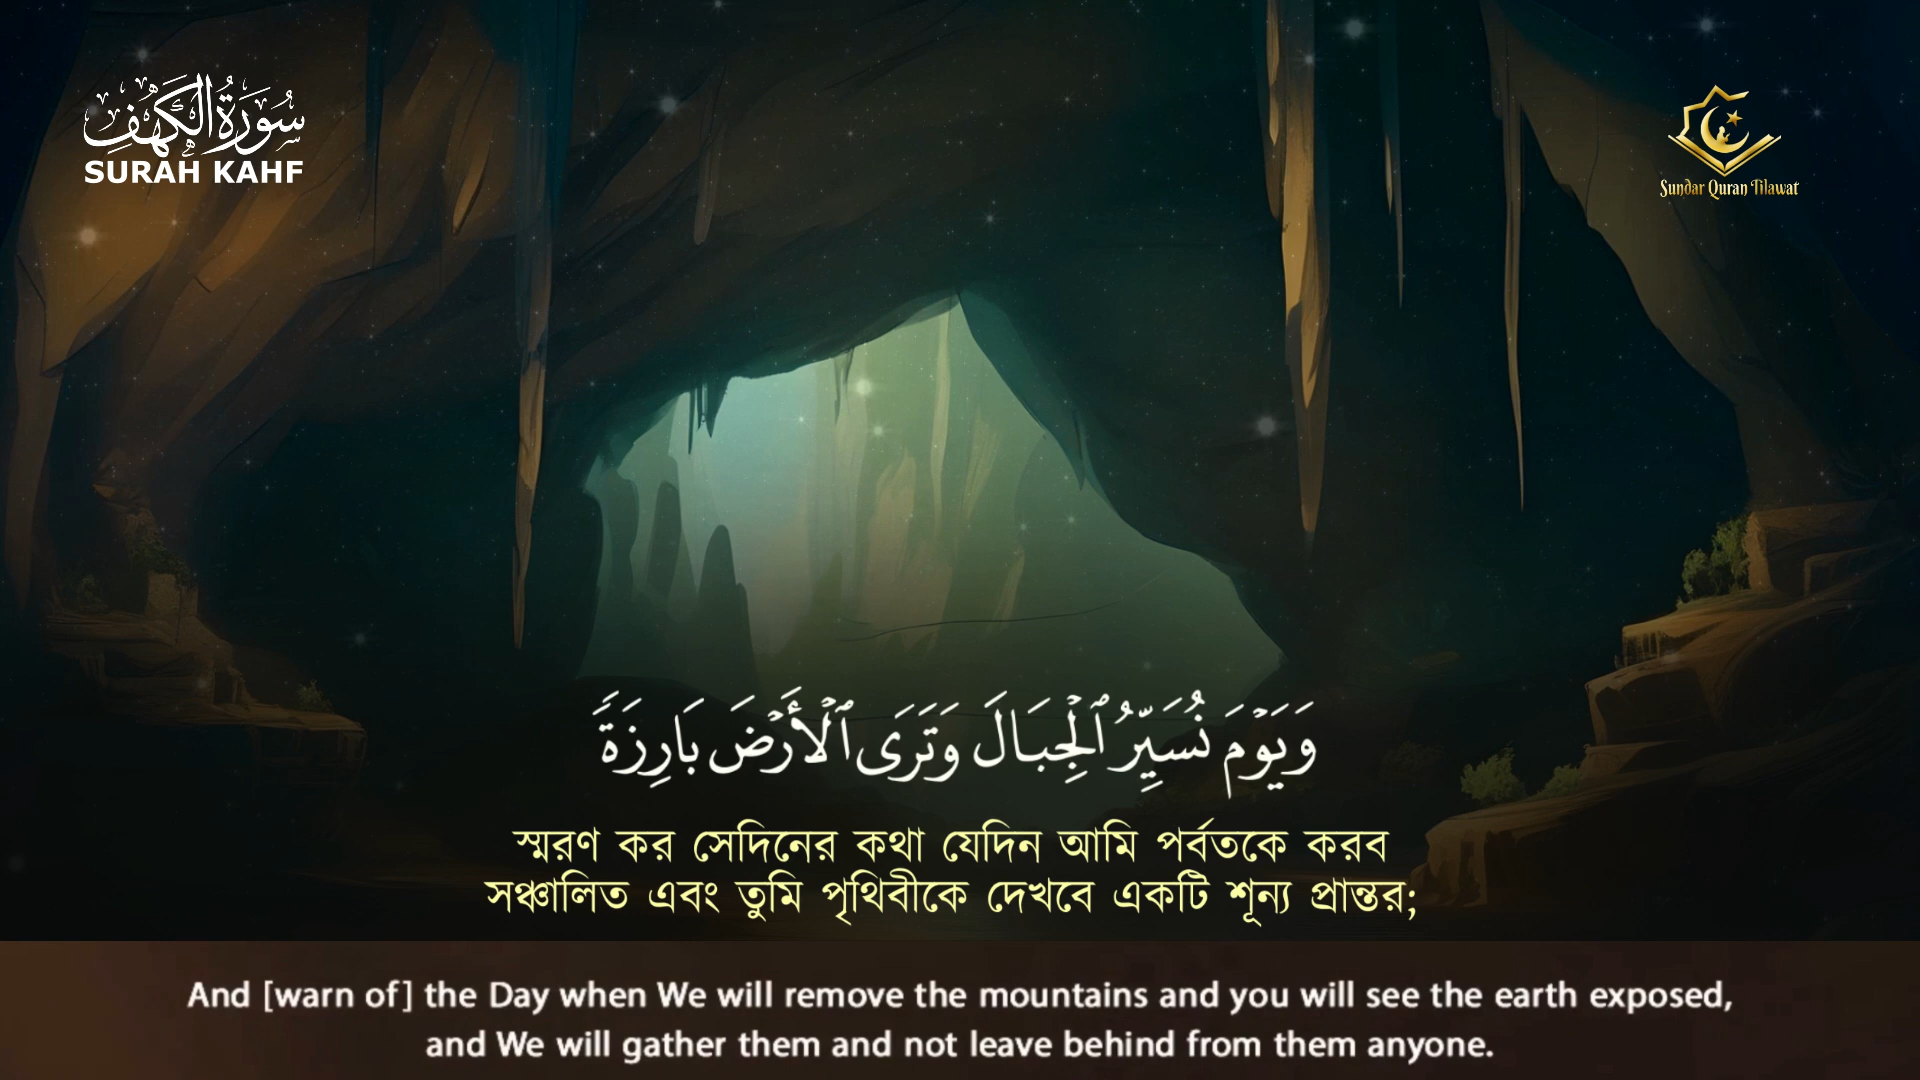 سُورَةُ الْكَهْفِ
SURAH KAHF
Sundar Quran Tilawat
وَيَوْمَ نُسَيِّرُ ٱلْجِبَالَ وَتَرَى ٱلْأَرْضَ بَارِزَةً
স্মরণ কর সেদিনের কথা যেদিন আমি পর্বতকে করব
সঞ্চালিত এবং তুমি পৃথিবীকে দেখবে একটি শূন্য প্রান্তর;
And [warn of] the Day when We will remove the mountains and you will see the earth exposed,
and We will gather them and not leave behind from them anyone.